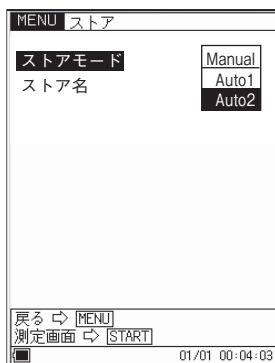 MENU ストア
ストアモード Manual
ストア名 Auto1
Auto2
戻る ⇨ MENU
測定画面 ⇨ START
01/01 00:04:03